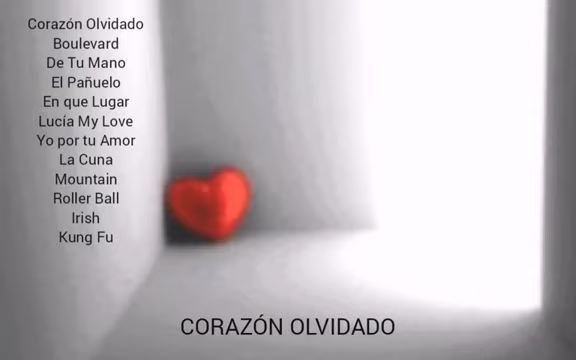 Corazón Olvidado
Boulevard
De Tu Mano
El Pañuelo
En que Lugar
Lucía My Love
Yo por tu Amor
La Cuna
Mountain
Roller Ball
Irish
Kung Fu
CORAZÓN OLVIDADO